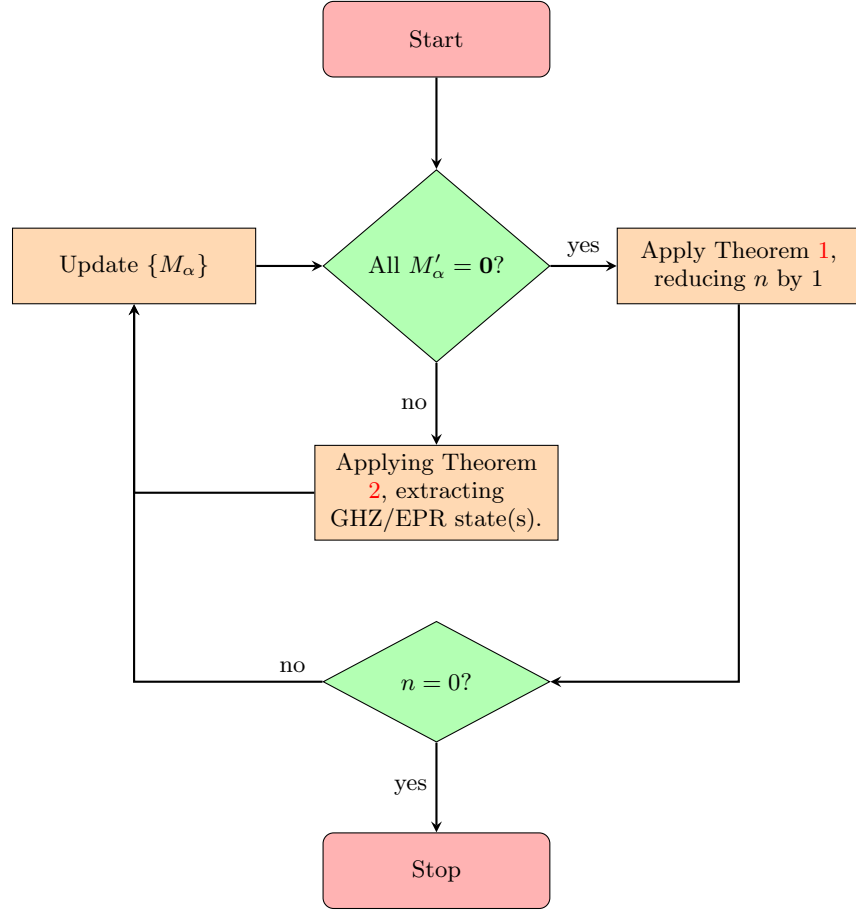 Start
Update {M_α}
All M′_α = 𝟎?
yes
Apply Theorem 1,
reducing n by 1
no
Applying Theorem
2, extracting
GHZ/EPR state(s).
no
n = 0?
yes
Stop